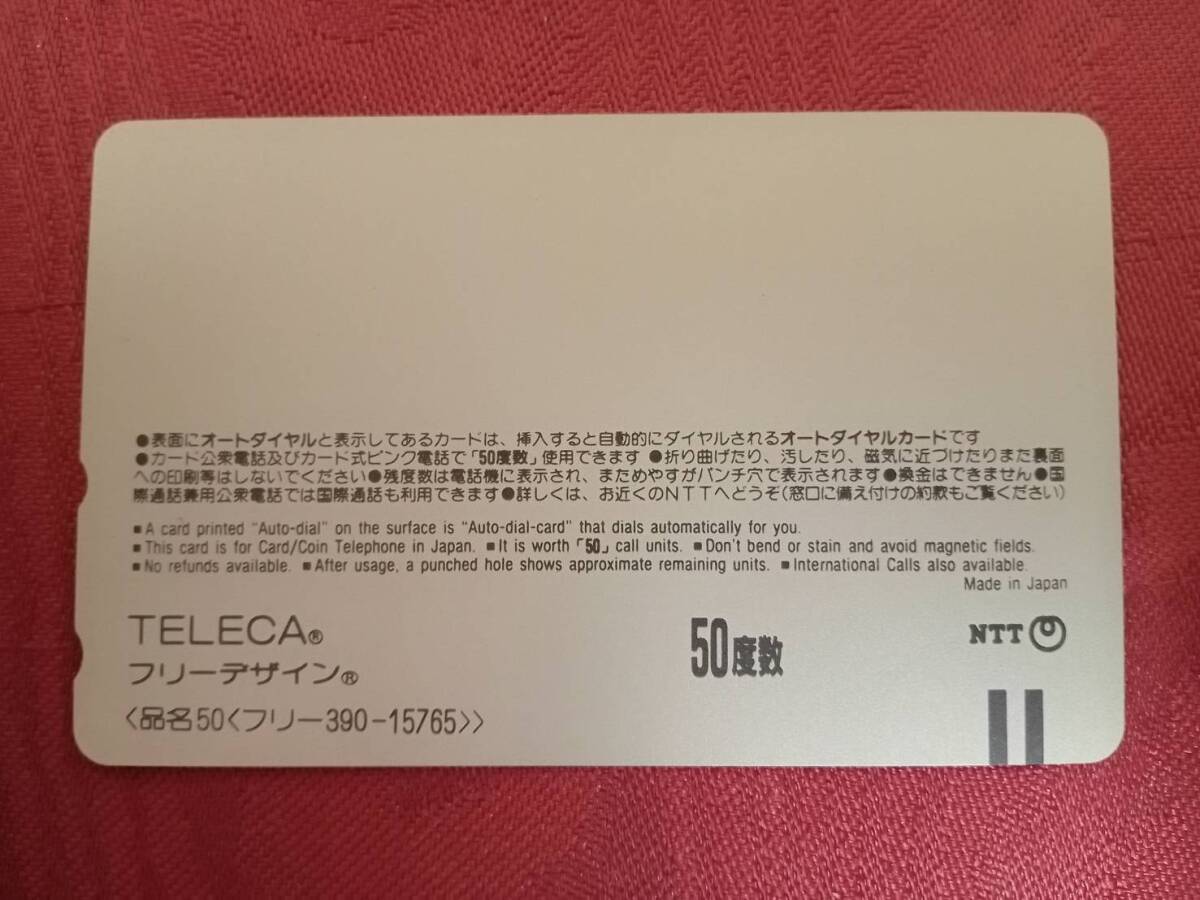 ●表面にオートダイヤルと表示してあるカードは、挿入すると自動的にダイヤルされるオートダイヤルカードです
●カード公衆電話及びカード式ピンク電話で「50度数」使用できます ●折り曲げたり、汚したり、磁気に近づけたりまた裏面
への印刷等はしないでください●残度数は電話機に表示され、まためやすがパンチ穴で表示されます●換金はできません●国
際通話兼用公衆電話では国際通話も利用できます●詳しくは、お近くのNTTへどうぞ(窓口に備え付けの約款もご覧ください)
■A card printed "Auto-dial" on the surface is "Auto-dial-card" that dials automatically for you.
■This card is for Card/Coin Telephone in Japan. ■It is worth「50」call units. ■Don't bend or stain and avoid magnetic fields.
■No refunds available. ■After usage, a punched hole shows approximate remaining units. ■International Calls also available.
Made in Japan
TELECA®
フリーデザイン®
50度数
NTT
〈品名50〈フリー390-15765〉〉